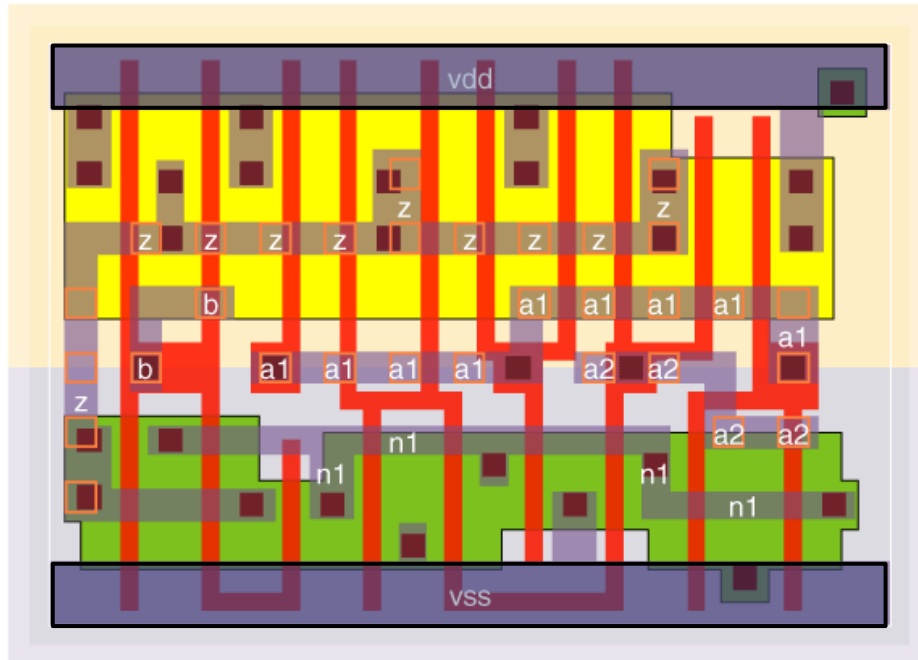 vdd
z z
z z z z z z z
b a1 a1 a1 a1
a1
b a1 a1 a1 a1 a2 a2
z
n1 a2 a2
n1 n1
n1
vss